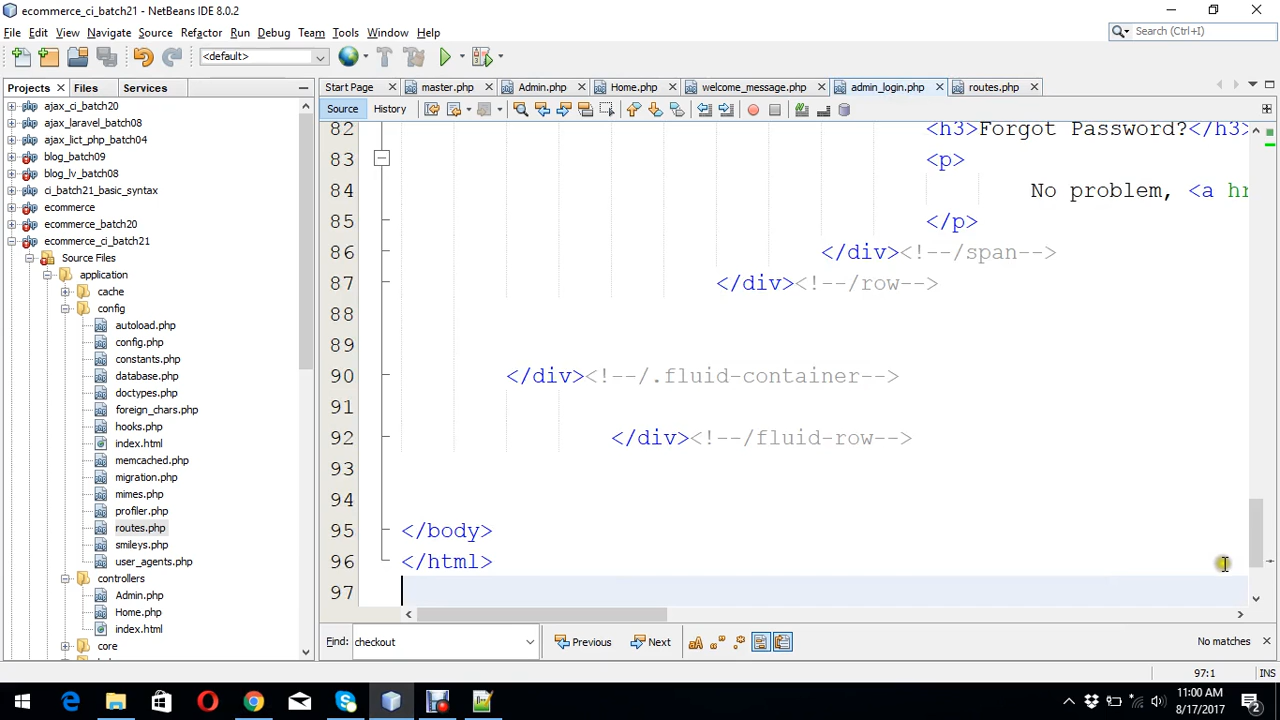 ecommerce_ci_batch21 - NetBeans IDE 8.0.2
File Edit View Navigate Source Refactor Run Debug Team Tools Window Help
Search (Ctrl+I)
<default>
Projects Files Services
Start Page master.php Admin.php Home.php welcome_message.php admin_login.php routes.php
Source History
ajax_ci_batch20
ajax_laravel_batch08
ajax_lict_php_batch04
blog_batch09
blog_lv_batch08
ci_batch21_basic_syntax
ecommerce
ecommerce_batch20
ecommerce_ci_batch21
Source Files
application
cache
config
autoload.php
config.php
constants.php
database.php
doctypes.php
foreign_chars.php
hooks.php
index.html
memcached.php
migration.php
mimes.php
profiler.php
routes.php
smileys.php
user_agents.php
controllers
Admin.php
Home.php
index.html
core
82 <h3>Forgot Password?</h3>
83 <p>
84 No problem, <a hr
85 </p>
86 </div><!--/span-->
87 </div><!--/row-->
88
89
90 </div><!--/.fluid-container-->
91
92 </div><!--/fluid-row-->
93
94
95 </body>
96 </html>
97
Find: checkout Previous Next No matches
97:1 INS
11:00 AM
8/17/2017
2